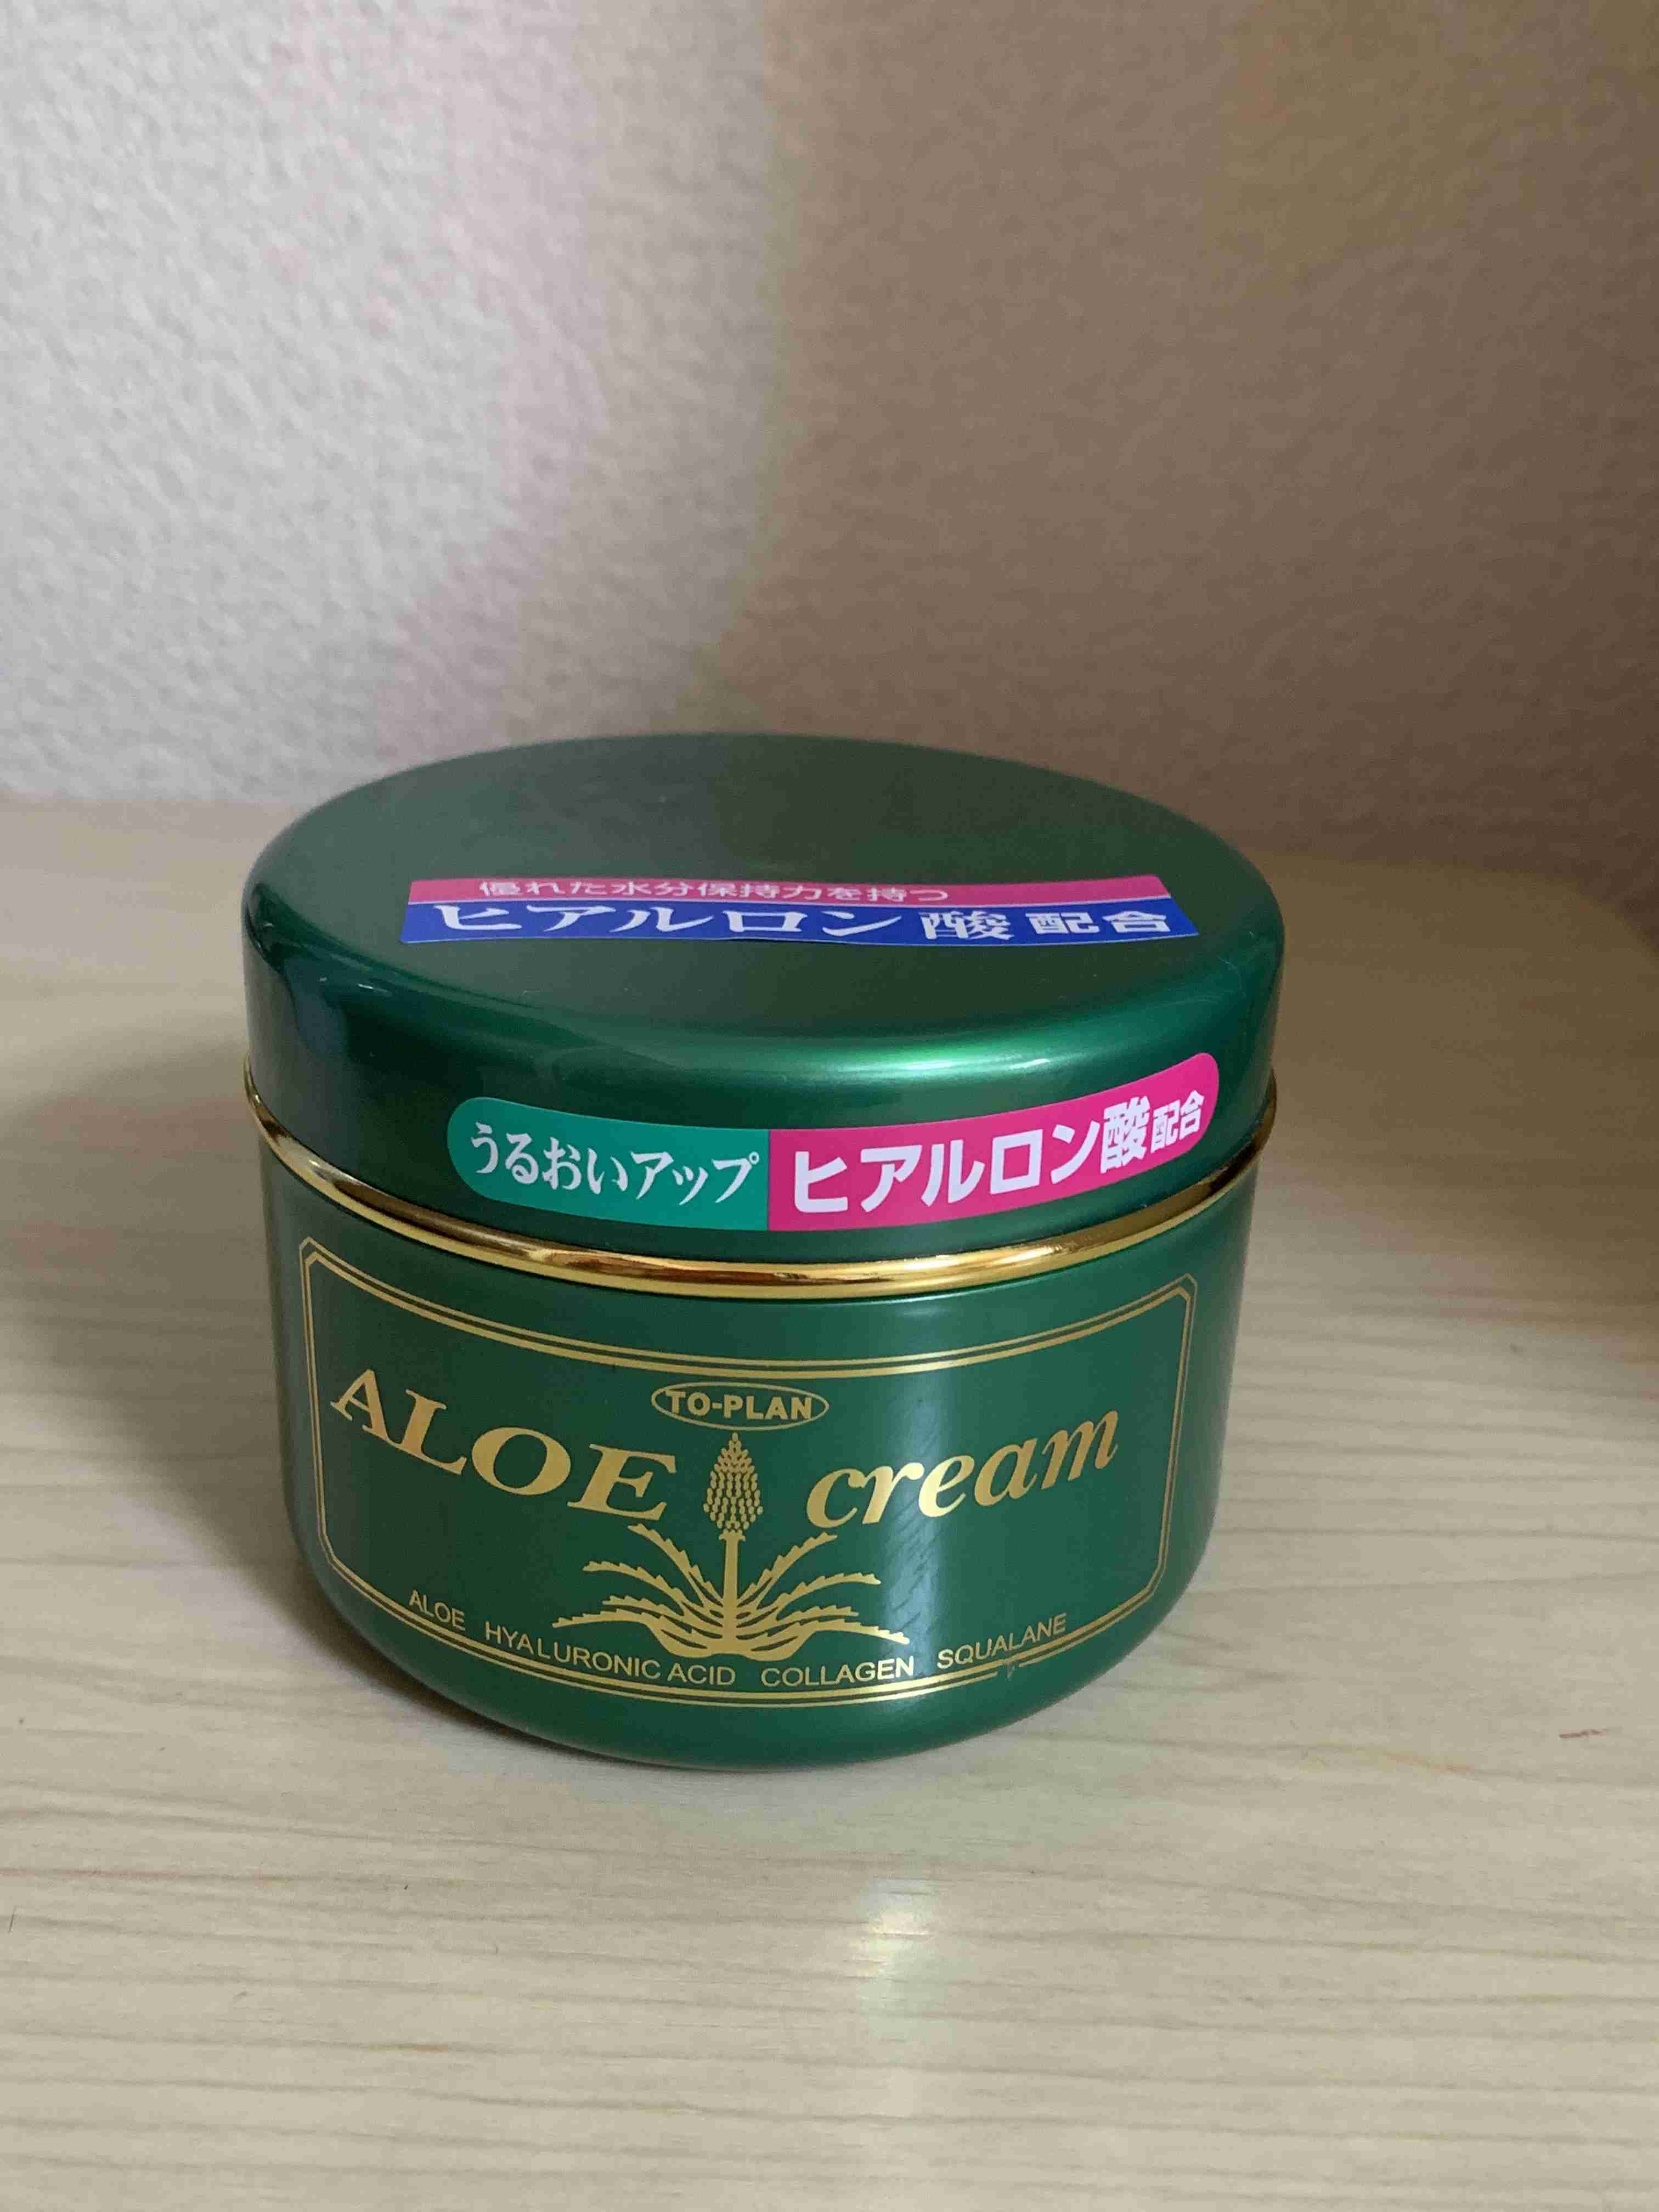 優れた水分保持力を持つ
ヒアルロン酸配合
うるおいアップ ヒアルロン酸配合
TO-PLAN
ALOE cream
ALOE HYALURONIC ACID COLLAGEN SQUALANE